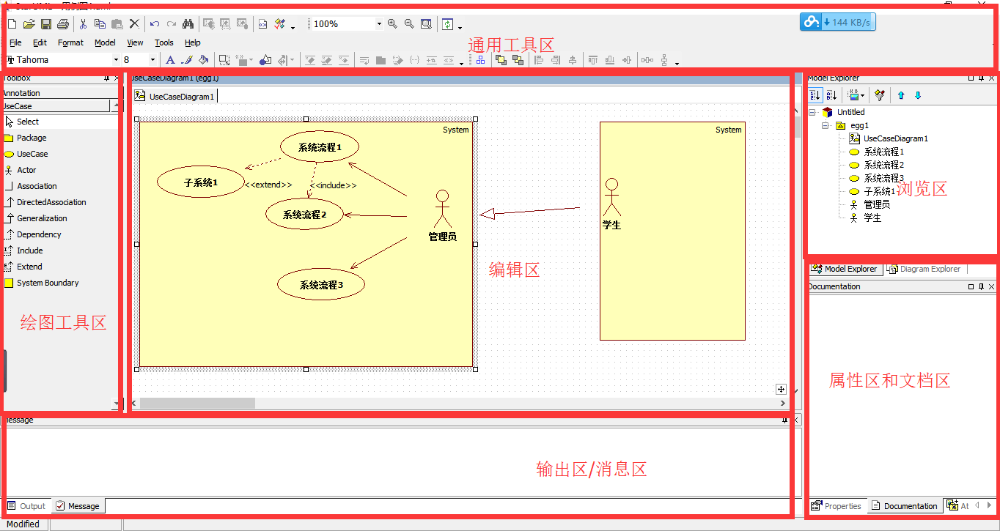 100%
144 KB/s
File Edit Format Model View Tools Help
通用工具区
Tahoma 8
Toolbox
UseCaseDiagram1 (egg1)
Model Explorer
Annotation
UseCase
Select
Package
UseCase
Actor
Association
DirectedAssociation
Generalization
Dependency
Include
Extend
System Boundary
绘图工具区
UseCaseDiagram1
System
系统流程1
子系统1
<<extend>>
<<include>>
系统流程2
管理员
系统流程3
System
学生
编辑区
Untitled
egg1
UseCaseDiagram1
系统流程1
系统流程2
系统流程3
子系统1
管理员
学生
浏览区
Model Explorer Diagram Explorer
Documentation
属性区和文档区
Message
输出区/消息区
Output Message
Properties Documentation At
Modified